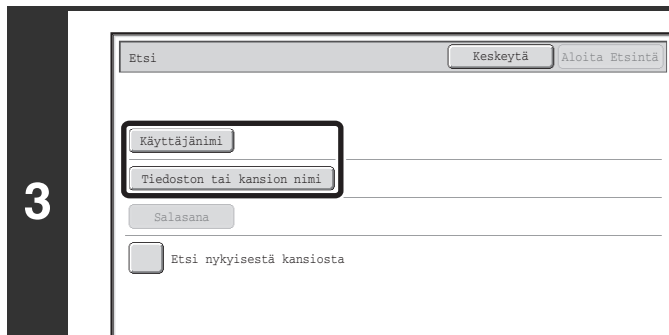 Etsi Keskeytä Aloita Etsintä
Käyttäjänimi
Tiedoston tai kansion nimi
3
Salasana
Etsi nykyisestä kansiosta